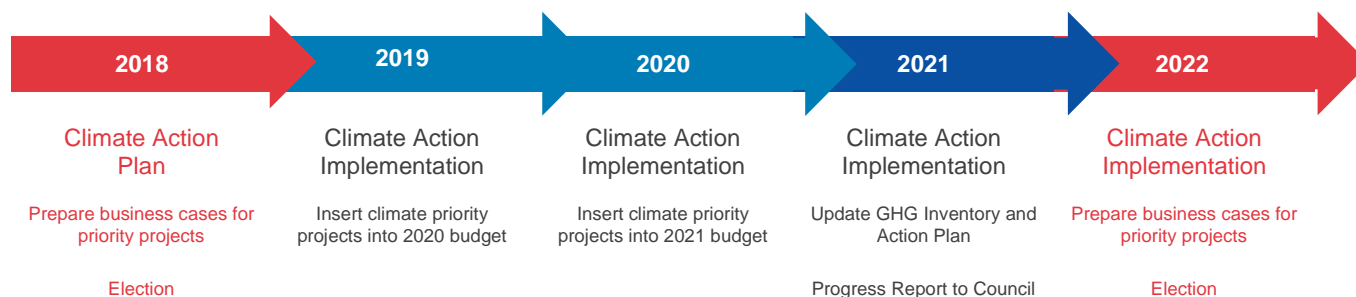 2018
2019
2020
2021
2022
Climate Action
Plan
Prepare business cases for
priority projects
Election
Climate Action
Implementation
Insert climate priority
projects into 2020 budget
Climate Action
Implementation
Insert climate priority
projects into 2021 budget
Climate Action
Implementation
Update GHG Inventory and
Action Plan
Progress Report to Council
Climate Action
Implementation
Prepare business cases for
priority projects
Election